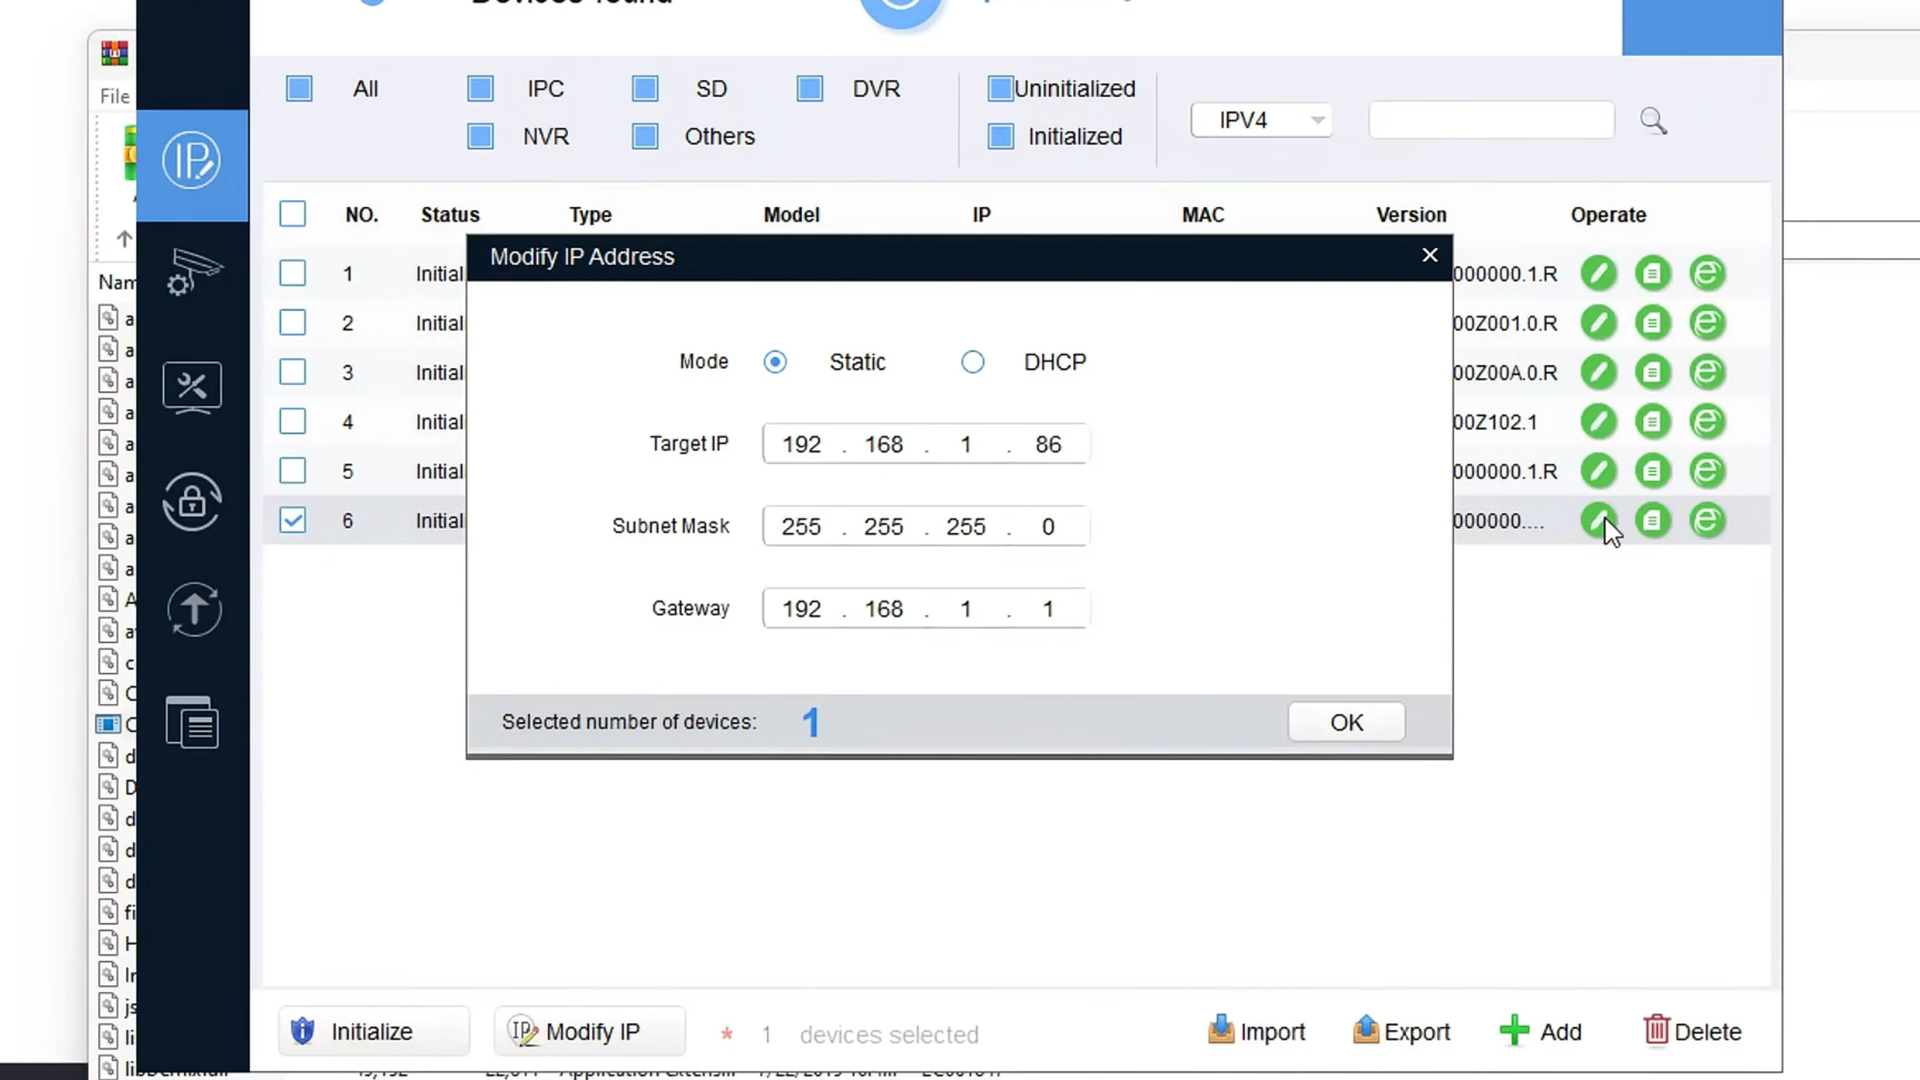 Devices found
File
All
IPC
SD
DVR
Uninitialized
NVR
Others
Initialized
IPV4
NO. Status Type Model IP MAC Version Operate
Modify IP Address
1 Initial 000000.1.R
2 Initial 00Z001.0.R
3 Initial 00Z00A.0.R
4 Initial 00Z102.1
5 Initial 000000.1.R
6 Initial 000000....
Mode Static DHCP
Target IP 192 . 168 . 1 . 86
Subnet Mask 255 . 255 . 255 . 0
Gateway 192 . 168 . 1 . 1
Selected number of devices: 1
OK
Initialize
Modify IP
* 1 devices selected
Import
Export
Add
Delete